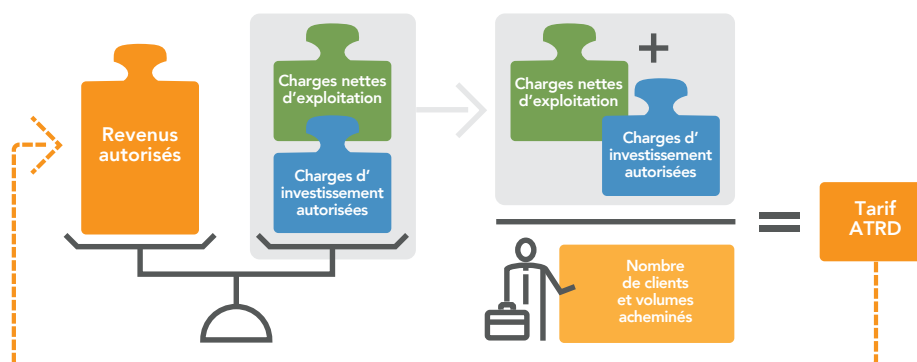 Revenus
autorisés
Charges nettes
d'exploitation
Charges d'
investissement
autorisées
Charges nettes
d'exploitation
+
Charges d'
investissement
autorisées
Nombre
de clients
et volumes
acheminés
=
Tarif
ATRD